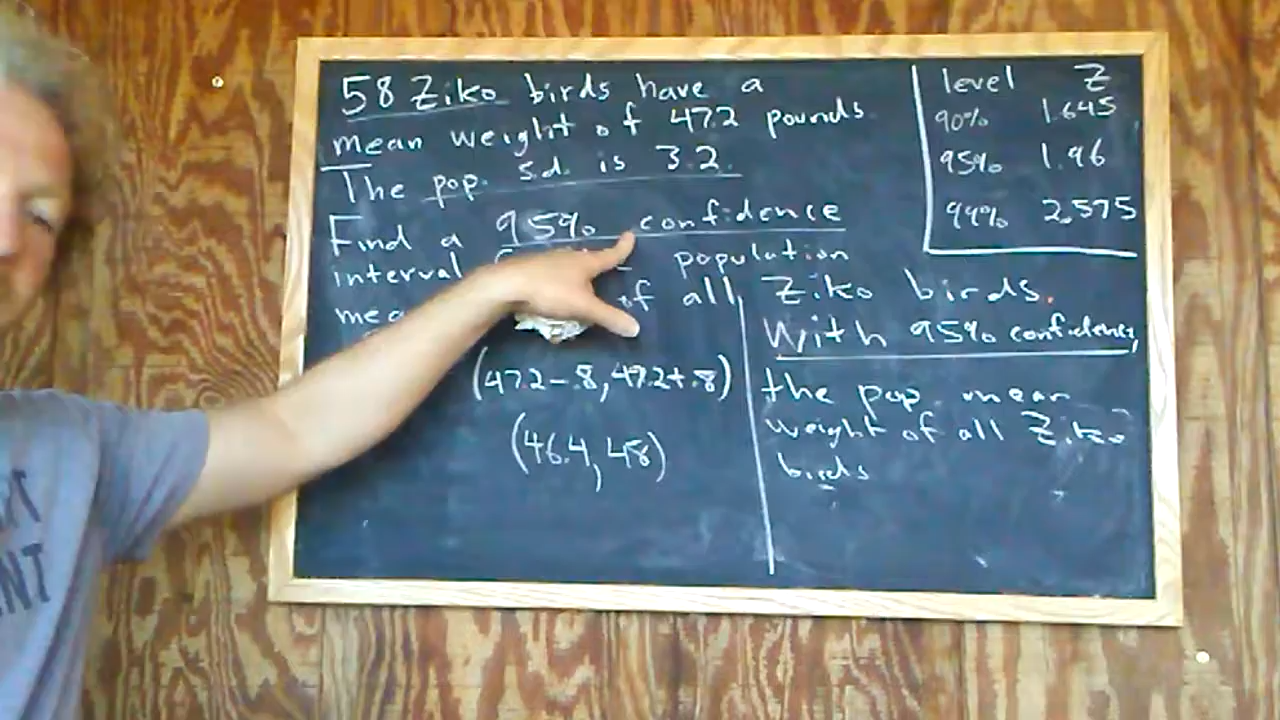 58 Ziko birds have a
mean weight of 47.2 pounds
The pop. s.d. is 3.2.
Find a 95% confidence
interval population
of all Ziko birds.
(47.2-.8, 47.2+.8)
(46.4, 48)
level Z
90% 1.645
95% 1.96
99% 2.575
With 95% confidence,
the pop mean
weight of all Ziko
birds